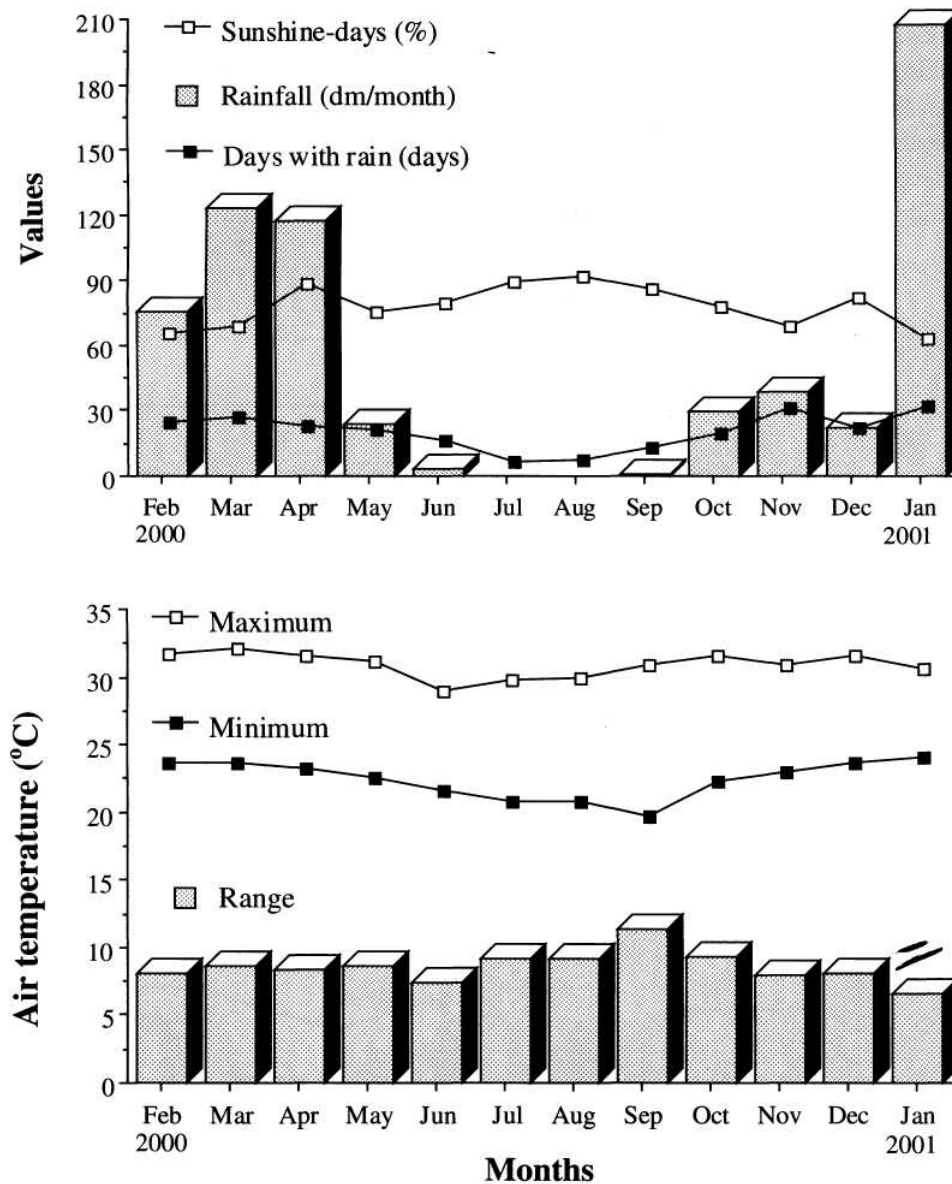 210
180
150
120
90
60
30
0
Values
Sunshine-days (%)
Rainfall (dm/month)
Days with rain (days)
Feb Mar Apr May Jun Jul Aug Sep Oct Nov Dec Jan
2000 2001
35
30
25
20
15
10
5
0
Air temperature (°C)
Maximum
Minimum
Range
Feb Mar Apr May Jun Jul Aug Sep Oct Nov Dec Jan
2000 2001
Months